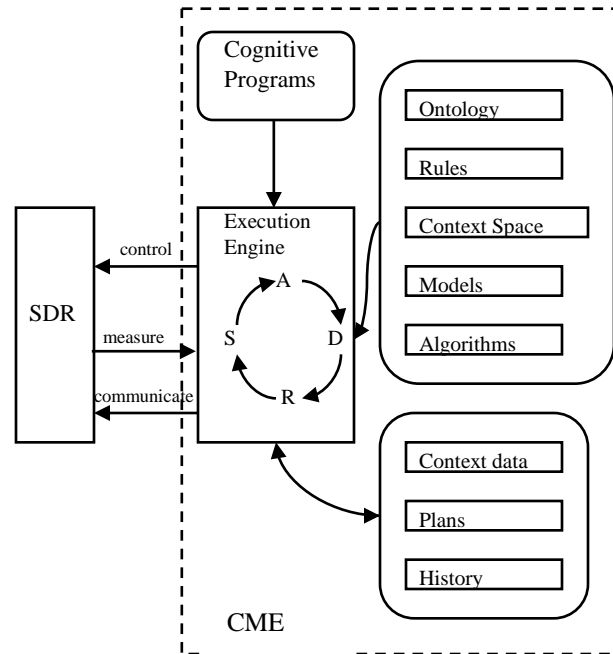 Cognitive
Programs
Ontology
Rules
Context Space
Models
Algorithms
Execution
Engine
A
S
D
R
SDR
control
measure
communicate
Context data
Plans
History
CME